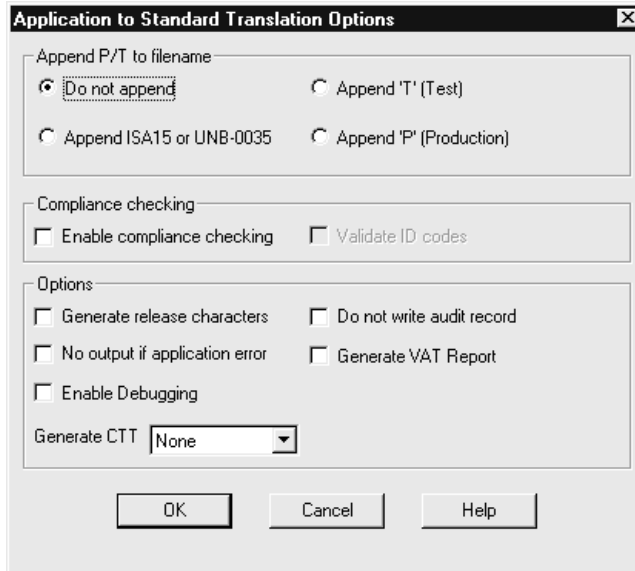 Application to Standard Translation Options
Append P/T to filename
Do not append
Append 'T' (Test)
Append ISA15 or UNB-0035
Append 'P' (Production)
Compliance checking
Enable compliance checking
Validate ID codes
Options
Generate release characters
Do not write audit record
No output if application error
Generate VAT Report
Enable Debugging
Generate CTT None
OK Cancel Help